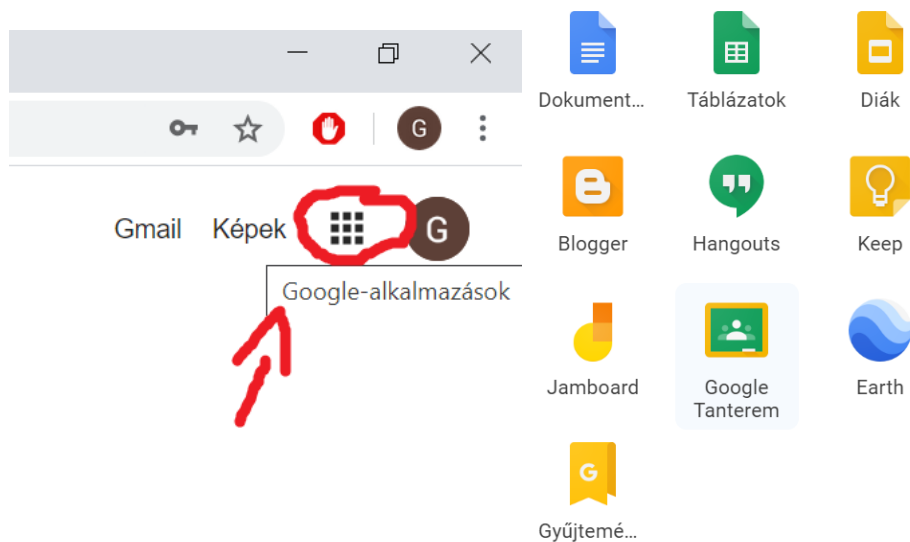 G
Gmail Képek G
Google-alkalmazások
Dokument... Táblázatok Diák
Blogger Hangouts Keep
Jamboard Google Tanterem Earth
G
Gyűjtemé...